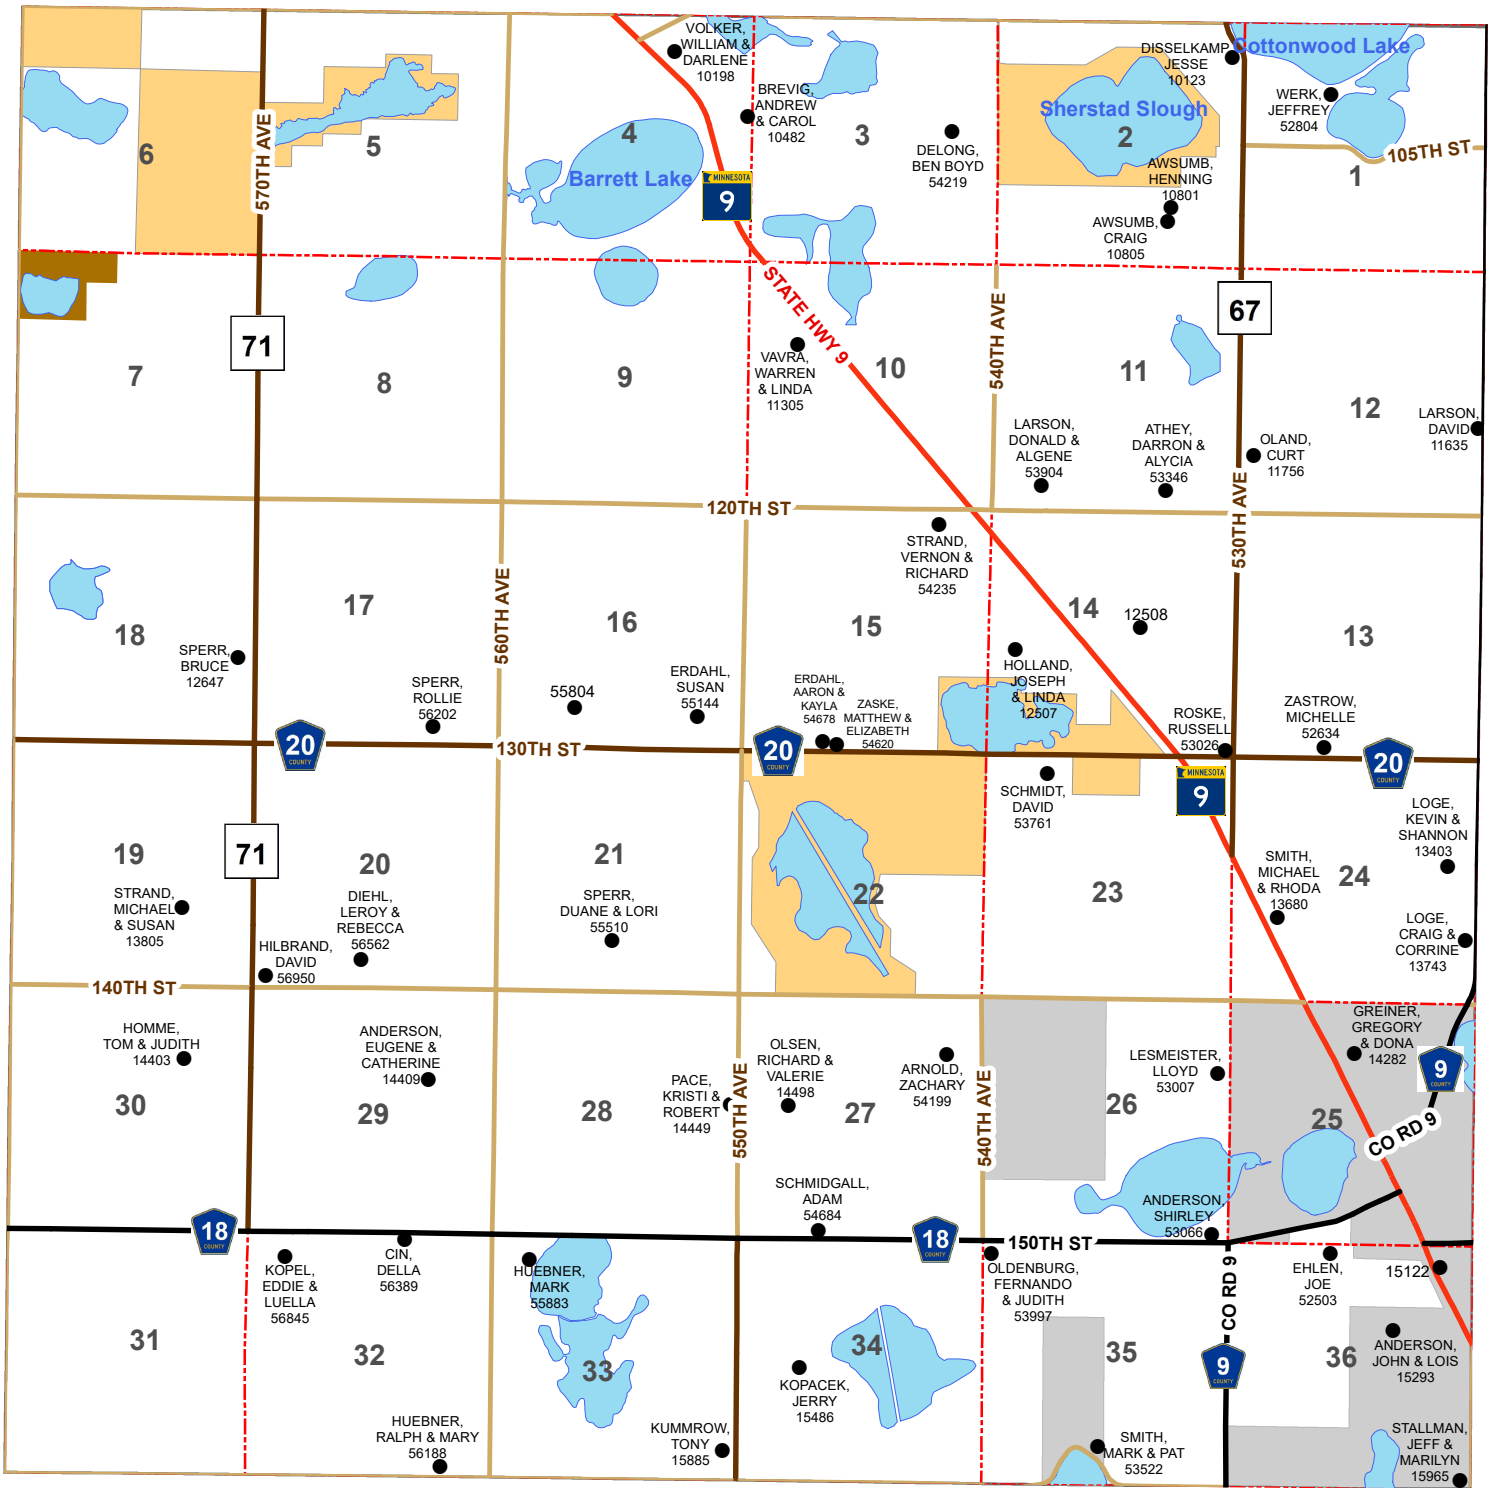 VOLKER,
WILLIAM &
DARLENE
10198
BREVIG,
ANDREW
& CAROL
10482
DISSELKAMP,
JESSE
10123
Cottonwood Lake
WERK,
JEFFREY
52804
Sherstad Slough
DELONG,
BEN BOYD
54219
105TH ST
570TH AVE
6
5
4
3
2
1
Barrett Lake
MINNESOTA
9
AWSUMB,
HENNING
10801
AWSUMB,
CRAIG
10805
STATE HWY 9
540TH AVE
67
71
VAVRA,
WARREN
& LINDA
11305
7
8
9
10
11
12
LARSON,
DONALD &
ALGENE
53904
ATHEY,
DARRON &
ALYCIA
53346
OLAND,
CURT
11756
LARSON,
DAVID
11635
530TH AVE
120TH ST
STRAND,
VERNON &
RICHARD
54235
560TH AVE
18
17
16
15
14
13
12508
SPERR,
BRUCE
12647
SPERR,
ROLLIE
56202
55804
ERDAHL,
SUSAN
55144
ERDAHL,
AARON &
KAYLA
54678
ZASKE,
MATTHEW &
ELIZABETH
54620
HOLLAND,
JOSEPH
& LINDA
12507
ROSKE,
RUSSELL
53026
ZASTROW,
MICHELLE
52634
20
COUNTY
130TH ST
20
COUNTY
20
COUNTY
MINNESOTA
9
SCHMIDT,
DAVID
53761
LOGE,
KEVIN &
SHANNON
13403
71
19
20
21
22
23
24
STRAND,
MICHAEL
& SUSAN
13805
DIEHL,
LEROY &
REBECCA
56562
HILBRAND,
DAVID
56950
SPERR,
DUANE & LORI
55510
SMITH,
MICHAEL
& RHODA
13680
LOGE,
CRAIG &
CORRINE
13743
140TH ST
HOMME,
TOM & JUDITH
14403
ANDERSON,
EUGENE &
CATHERINE
14409
PACE,
KRISTI &
ROBERT
14449
550TH AVE
OLSEN,
RICHARD &
VALERIE
14498
ARNOLD,
ZACHARY
54199
540TH AVE
LESMEISTER,
LLOYD
53007
GREINER,
GREGORY
& DONA
14282
9
COUNTY
CO RD 9
30
29
28
27
26
25
SCHMIDGALL,
ADAM
54684
ANDERSON,
SHIRLEY
53066
18
COUNTY
18
COUNTY
150TH ST
KOPEL,
EDDIE &
LUELLA
56845
CIN,
DELLA
56389
HUEBNER,
MARK
55883
OLDENBURG,
FERNANDO
& JUDITH
53997
CO RD 9
EHLEN,
JOE
52503
15122
31
32
33
34
35
36
KOPACEK,
JERRY
15486
9
COUNTY
ANDERSON,
JOHN & LOIS
15293
HUEBNER,
RALPH & MARY
56188
KUMMROW,
TONY
15885
SMITH,
MARK & PAT
53522
STALLMAN,
JEFF &
MARILYN
15965